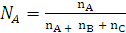 N_A = n_A / (n_A + n_B + n_C)